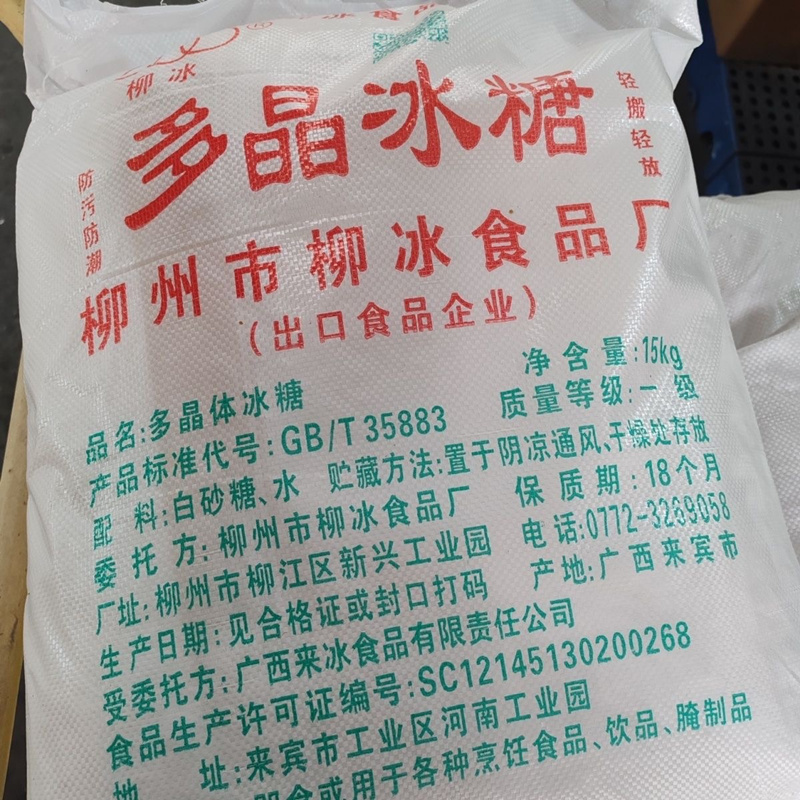 柳冰
®
冰食品
多晶冰糖
轻搬轻放
防污防潮
柳州市柳冰食品厂
(出口食品企业)
净含量:15kg
品名:多晶体冰糖
质量等级:一级
产品标准代号:GB/T 35883
配料:白砂糖、水 贮藏方法:置于阴凉通风、干燥处存放
委托方:柳州市柳冰食品厂 保质期:18个月
厂址:柳州市柳江区新兴工业园 电话:0772-3269058
生产日期:见合格证或封口打码 产地:广西来宾市
受委托方:广西来冰食品有限责任公司
食品生产许可证编号:SC12145130200268
地址:来宾市工业区河南工业园
即食或用于各种烹饪食品、饮品、腌制品